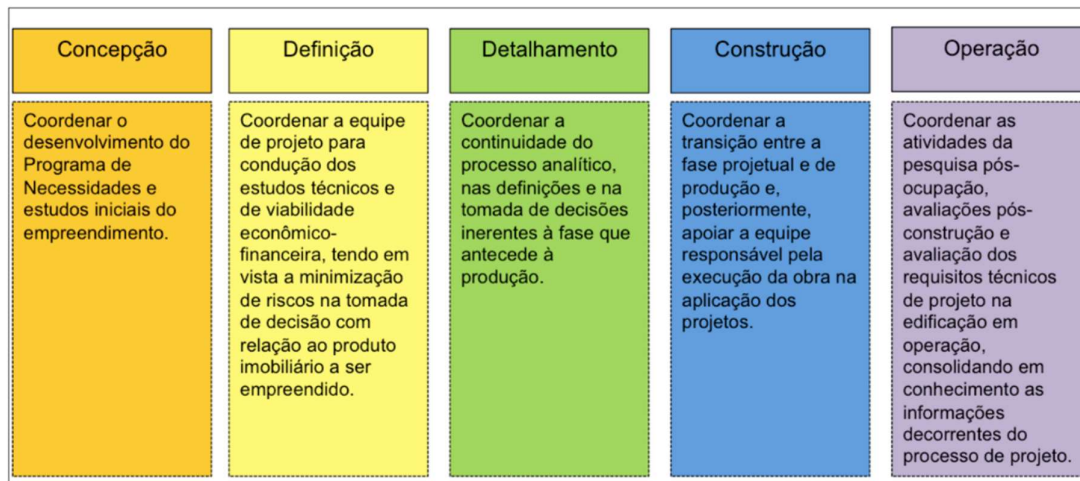 Concepção
Coordenar o
desenvolvimento do
Programa de
Necessidades e
estudos iniciais do
empreendimento.
Definição
Coordenar a equipe
de projeto para
condução dos
estudos técnicos e
de viabilidade
econômico-
financeira, tendo em
vista a minimização
de riscos na tomada
de decisão com
relação ao produto
imobiliário a ser
empreendido.
Detalhamento
Coordenar a
continuidade do
processo analítico,
nas definições e na
tomada de decisões
inerentes à fase que
antecede à
produção.
Construção
Coordenar a
transição entre a
fase projetual e de
produção e,
posteriormente,
apoiar a equipe
responsável pela
execução da obra na
aplicação dos
projetos.
Operação
Coordenar as
atividades da
pesquisa pós-
ocupação,
avaliações pós-
construção e
avaliação dos
requisitos técnicos
de projeto na
edificação em
operação,
consolidando em
conhecimento as
informações
decorrentes do
processo de projeto.